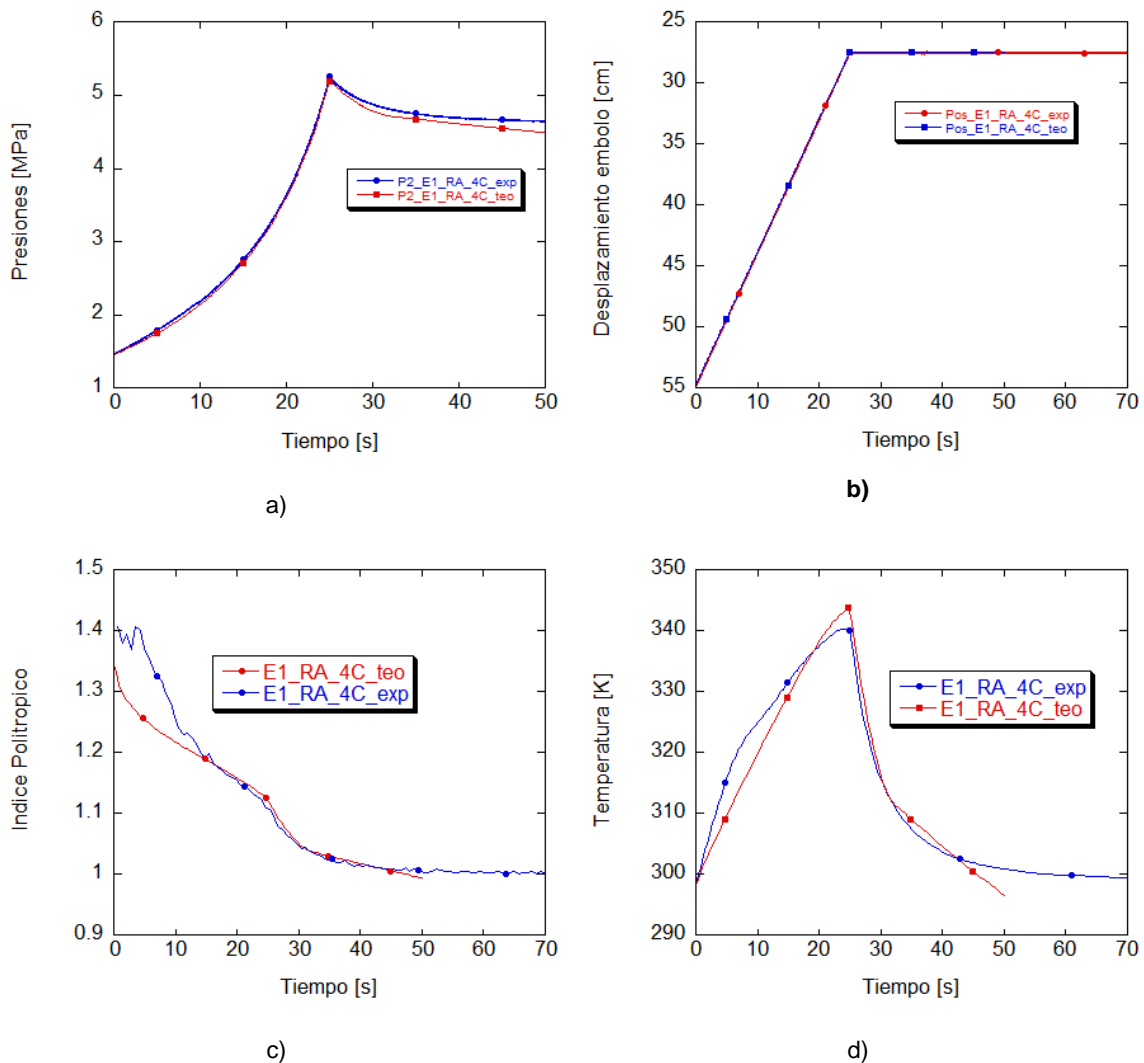 6
5
4
3
2
1
Presiones [MPa]
P2_E1_RA_4C_exp
P2_E1_RA_4C_teo
0 10 20 30 40 50
Tiempo [s]
a)
25
30
35
40
45
50
55
Desplazamiento embolo [cm]
Pos_E1_RA_4C_exp
Pos_E1_RA_4C_teo
0 10 20 30 40 50 60 70
Tiempo [s]
b)
1.5
1.4
1.3
1.2
1.1
1
0.9
Indice Politropico
E1_RA_4C_teo
E1_RA_4C_exp
0 10 20 30 40 50 60 70
Tiempo [s]
c)
350
340
330
320
310
300
290
Temperatura [K]
E1_RA_4C_exp
E1_RA_4C_teo
0 10 20 30 40 50 60 70
Tiempo [s]
d)